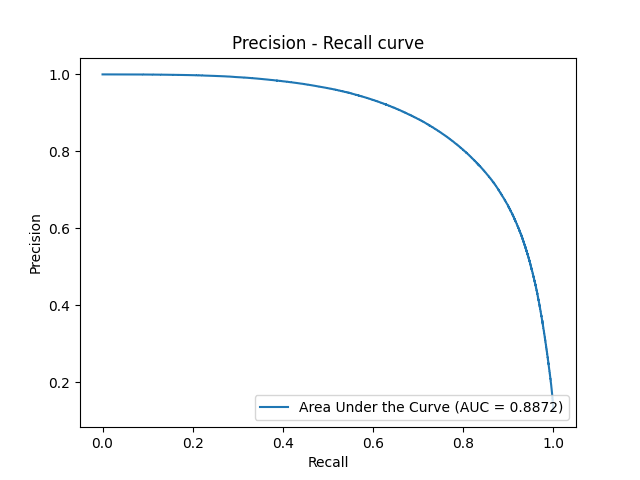 Precision - Recall curve
1.0
0.8
0.6
0.4
0.2
Precision
Area Under the Curve (AUC = 0.8872)
0.0 0.2 0.4 0.6 0.8 1.0
Recall